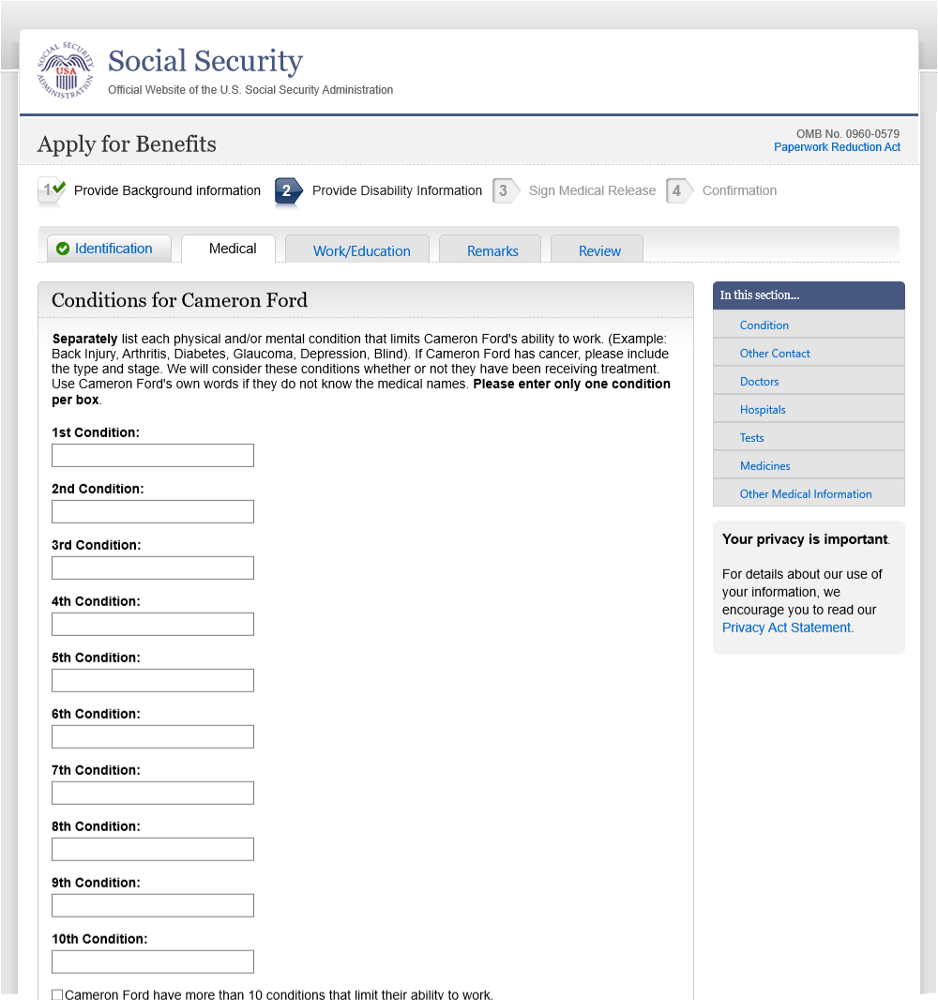 SOCIAL SECURITY ADMINISTRATION
USA
Social Security
Official Website of the U.S. Social Security Administration
Apply for Benefits
OMB No. 0960-0579
Paperwork Reduction Act
1 Provide Background information 2 Provide Disability Information 3 Sign Medical Release 4 Confirmation
Identification Medical Work/Education Remarks Review
Conditions for Cameron Ford
Separately list each physical and/or mental condition that limits Cameron Ford's ability to work. (Example:
Back Injury, Arthritis, Diabetes, Glaucoma, Depression, Blind). If Cameron Ford has cancer, please include
the type and stage. We will consider these conditions whether or not they have been receiving treatment.
Use Cameron Ford's own words if they do not know the medical names. Please enter only one condition
per box.
1st Condition:
2nd Condition:
3rd Condition:
4th Condition:
5th Condition:
6th Condition:
7th Condition:
8th Condition:
9th Condition:
10th Condition:
Cameron Ford have more than 10 conditions that limit their ability to work.
In this section...
Condition
Other Contact
Doctors
Hospitals
Tests
Medicines
Other Medical Information
Your privacy is important.
For details about our use of
your information, we
encourage you to read our
Privacy Act Statement.